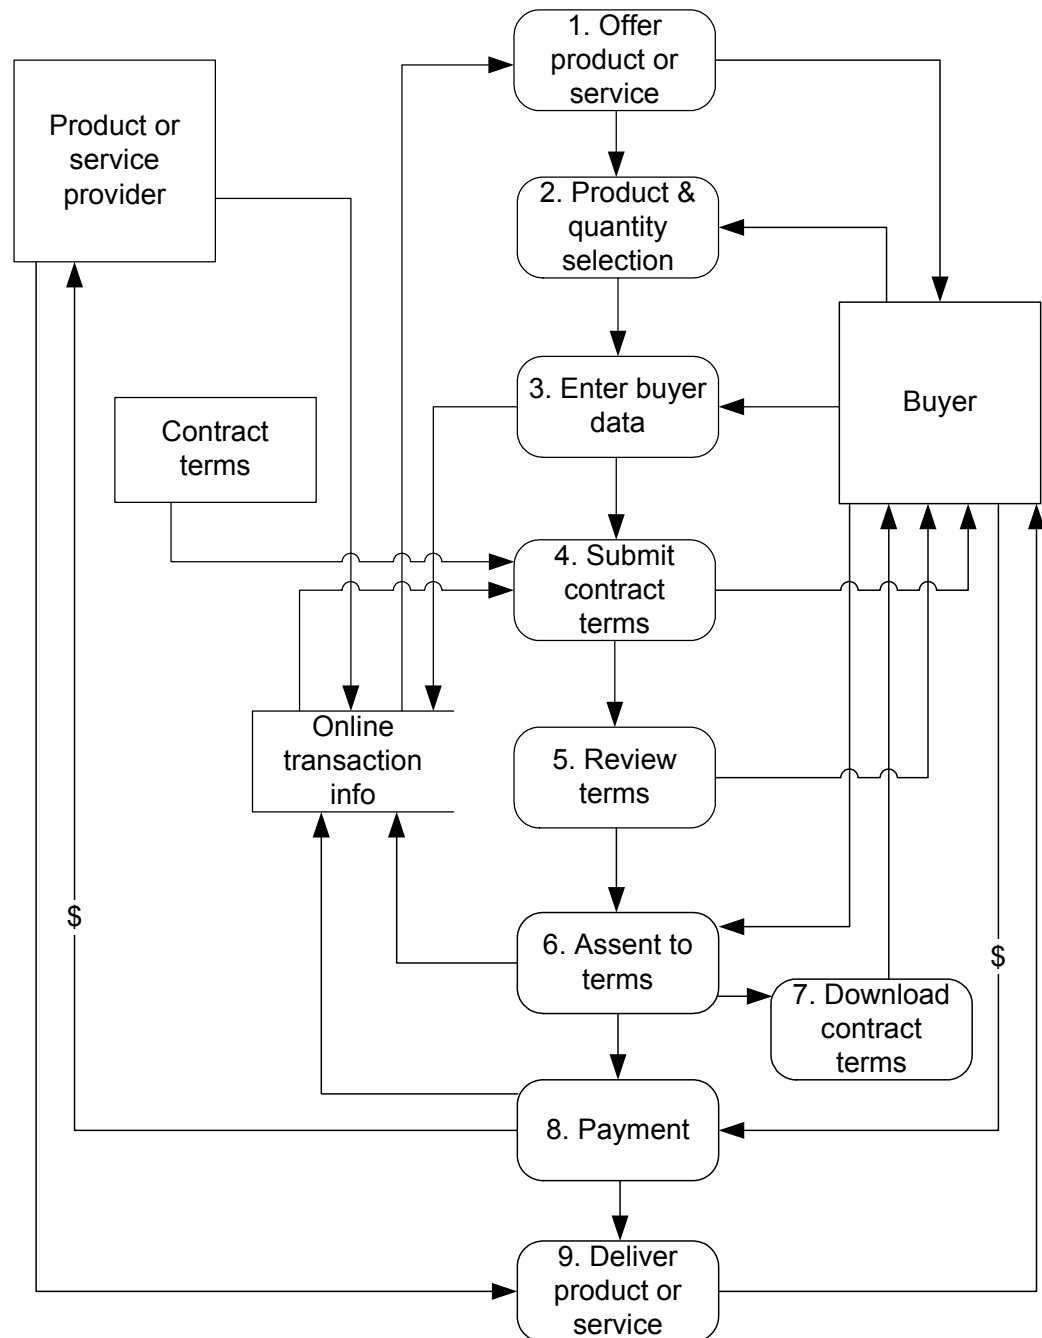 1. Offer
product or
service
Product or
service
provider
2. Product &
quantity
selection
3. Enter buyer
data
Buyer
Contract
terms
4. Submit
contract
terms
Online
transaction
info
5. Review
terms
$
6. Assent to
terms
$
7. Download
contract
terms
8. Payment
9. Deliver
product or
service